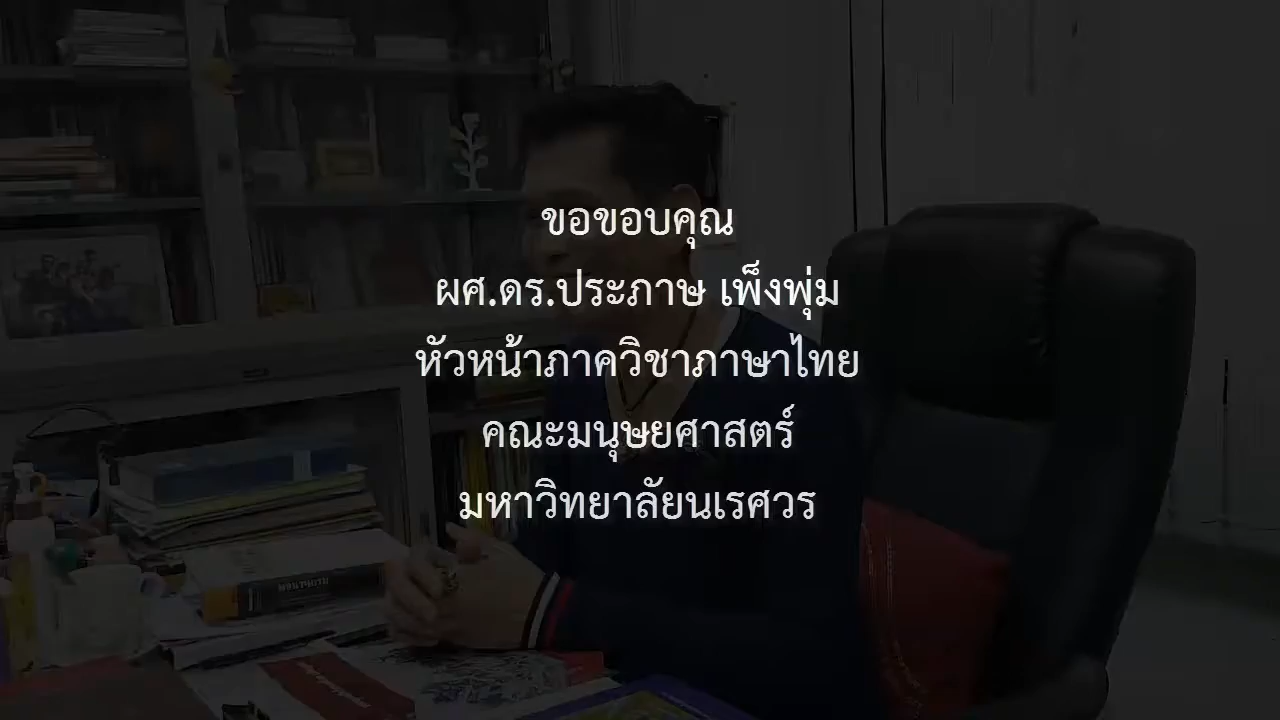 ขอขอบคุณ
ผศ.ดร.ประภาษ เพ็งพุ่ม
หัวหน้าภาควิชาภาษาไทย
คณะมนุษยศาสตร์
มหาวิทยาลัยนเรศวร